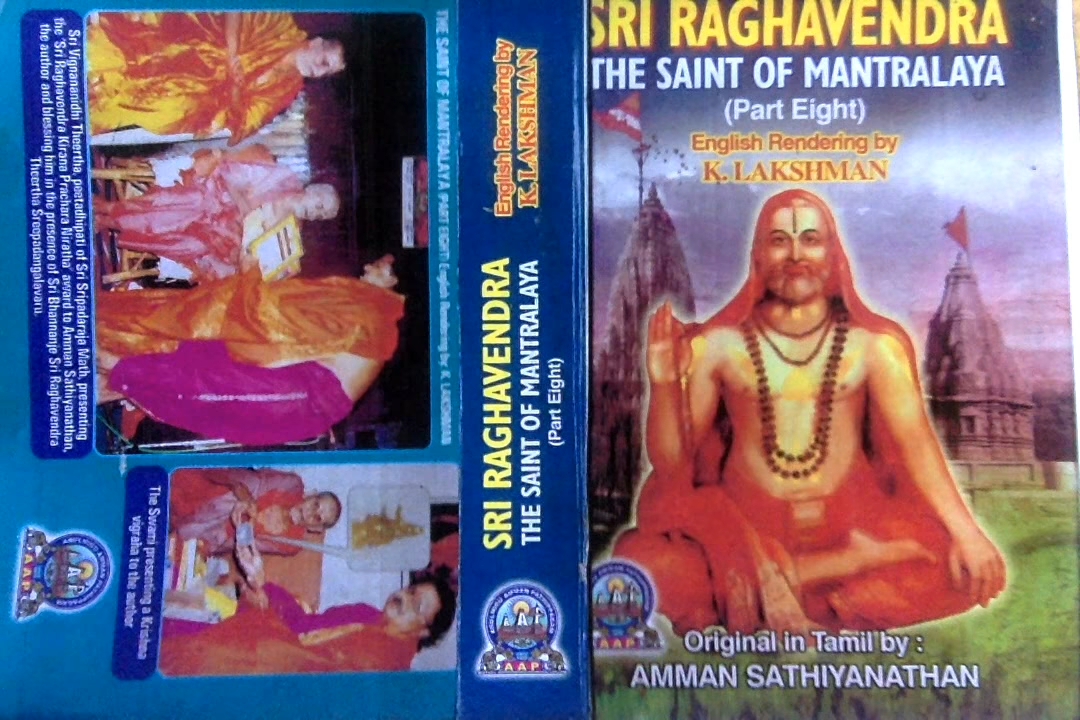 SRI RAGHAVENDRA
THE SAINT OF MANTRALAYA
(Part Eight)
English Rendering by
K. LAKSHMAN
Original in Tamil by :
AMMAN SATHIYANATHAN
SRI RAGHAVENDRA
THE SAINT OF MANTRALAYA
(Part Eight)
English Rendering by
K. LAKSHMAN
AAP
THE SAINT OF MANTRALAYA PART EIGHT: English Rendering by K. LAKSHMAN
Sri Vignananidhi Theertha, peetadhipati of Sri Sripadaraja Math, presenting
the 'Sri Raghavendra Kirana Prachara Niratha' award to Amman Sathiyanathan,
the author and blessing him in the presence of Sri Bhannanje Sri Raghavendra
Theertha Sreepadangalavaru.
The Swami presenting a Krishna
vigraha to the author
AAP